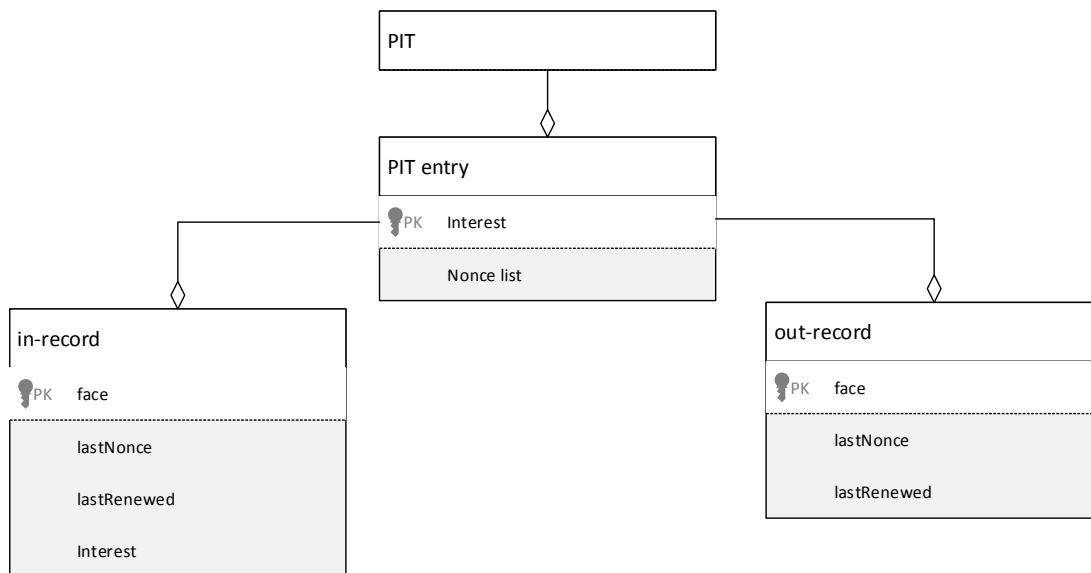 PIT
PIT entry
PK Interest
Nonce list
in-record
PK face
lastNonce
lastRenewed
Interest
out-record
PK face
lastNonce
lastRenewed